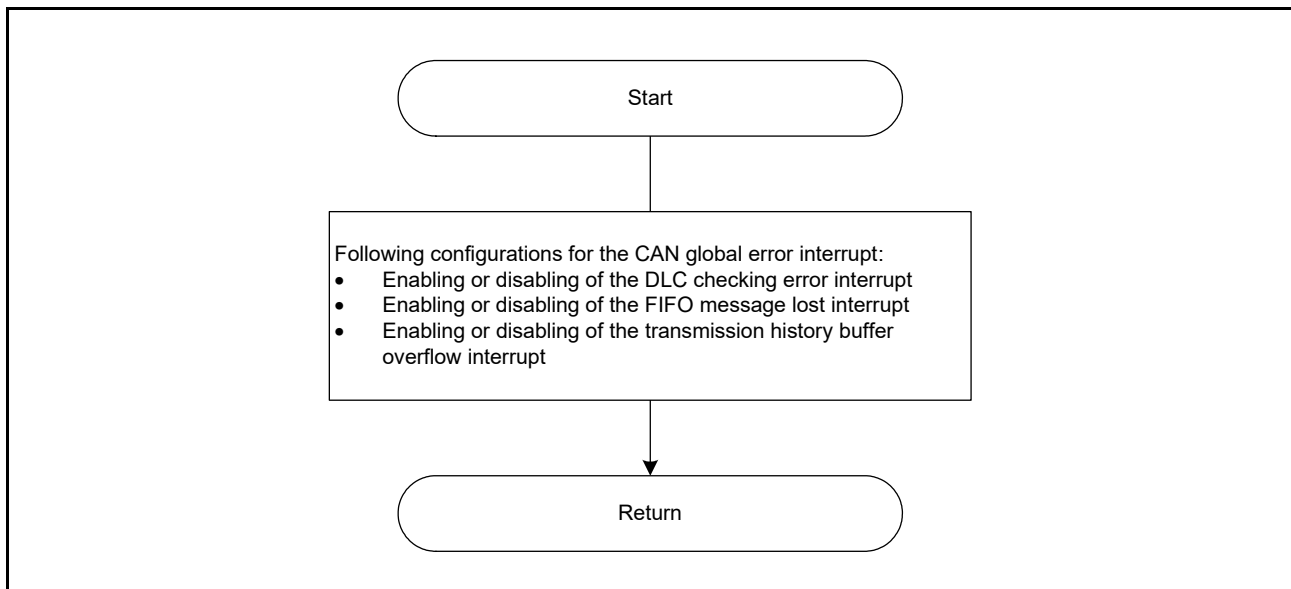 Start
Following configurations for the CAN global error interrupt:
• Enabling or disabling of the DLC checking error interrupt
• Enabling or disabling of the FIFO message lost interrupt
• Enabling or disabling of the transmission history buffer
overflow interrupt
Return